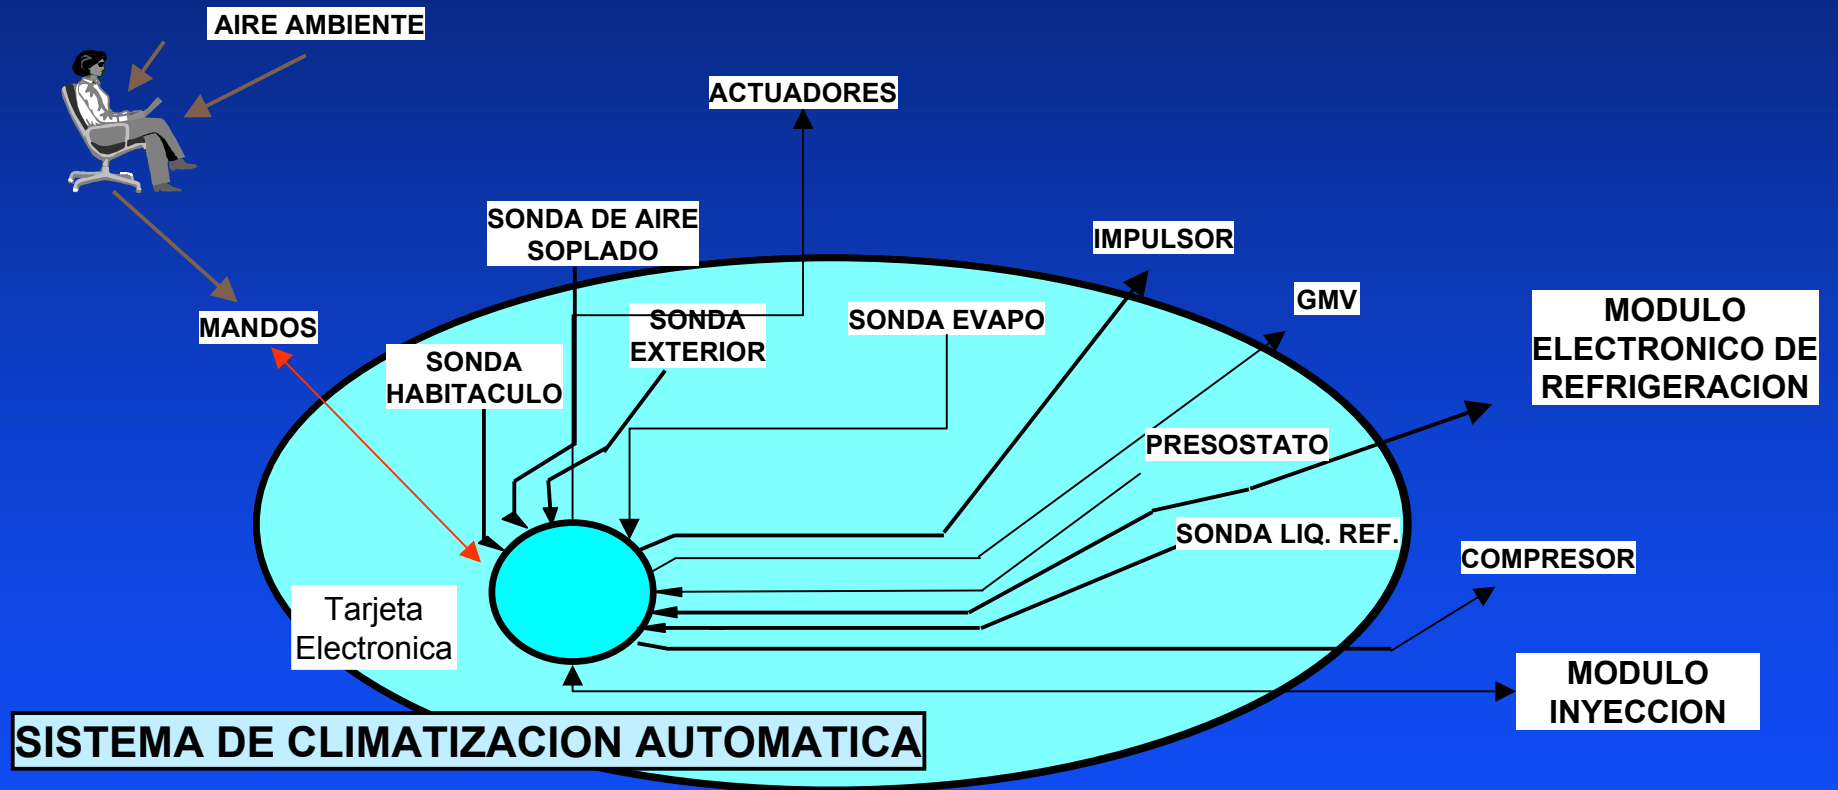 AIRE AMBIENTE
ACTUADORES
SONDA DE AIRE
SOPLADO
IMPULSOR
GMV
MODULO
ELECTRONICO DE
REFRIGERACION
MANDOS
SONDA
HABITACULO
SONDA
EXTERIOR
SONDA EVAPO
PRESOSTATO
SONDA LIQ. REF.
COMPRESOR
Tarjeta
Electronica
MODULO
INYECCION
SISTEMA DE CLIMATIZACION AUTOMATICA